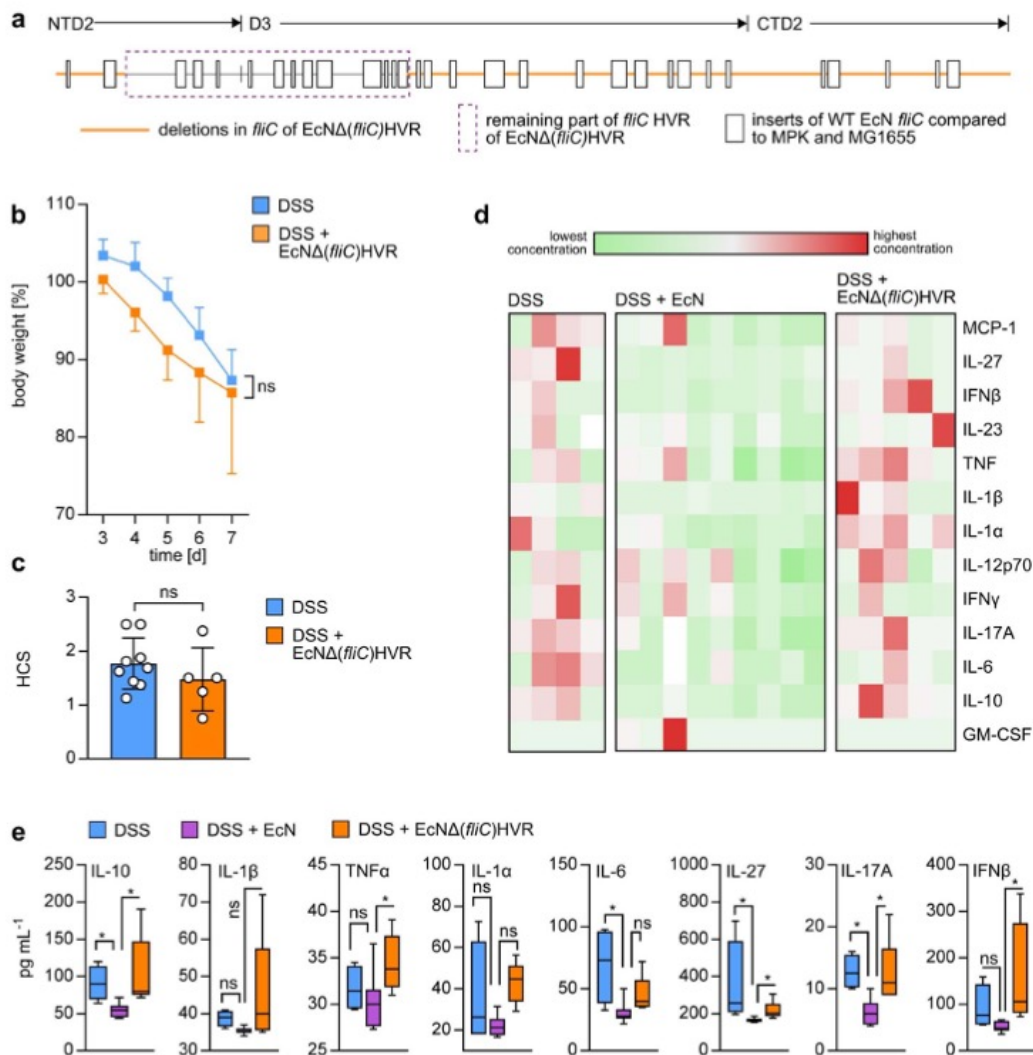 a
NTD2 D3 CTD2
deletions in fliC of EcNΔ(fliC)HVR
remaining part of fliC HVR
of EcNΔ(fliC)HVR
inserts of WT EcN fliC compared
to MPK and MG1655
b
DSS
DSS +
EcNΔ(fliC)HVR
body weight [%]
110
100
90
80
70
ns
3 4 5 6 7
time [d]
c
ns
DSS
DSS +
EcNΔ(fliC)HVR
HCS
3
2
1
0
d
lowest
concentration
highest
concentration
DSS
DSS + EcN
DSS +
EcNΔ(fliC)HVR
MCP-1
IL-27
IFNβ
IL-23
TNF
IL-1β
IL-1α
IL-12p70
IFNγ
IL-17A
IL-6
IL-10
GM-CSF
e
DSS DSS + EcN DSS + EcNΔ(fliC)HVR
pg mL-1
IL-10
250
200
150
100
50
0
* *
IL-1β
80
70
60
50
40
30
ns ns
TNFα
45
40
35
30
25
ns *
IL-1α
100
80
60
40
20
ns ns
IL-6
150
100
50
0
* ns
IL-27
1000
800
600
400
200
0
* *
IL-17A
30
20
10
0
* *
IFNβ
400
300
200
100
0
ns *